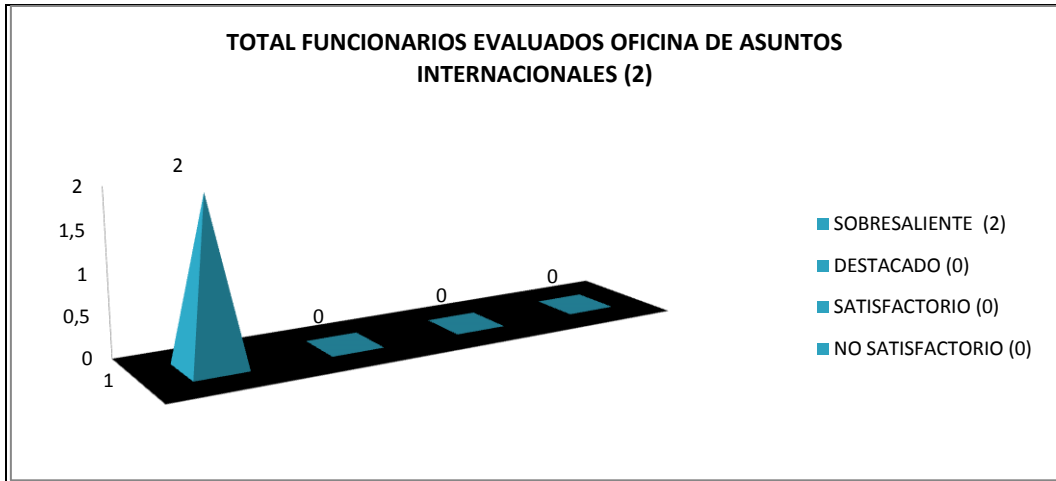 TOTAL FUNCIONARIOS EVALUADOS OFICINA DE ASUNTOS
INTERNACIONALES (2)
2
2
1,5
1
0,5
0
1
0
0
0
SOBRESALIENTE  (2)
DESTACADO (0)
SATISFACTORIO (0)
NO SATISFACTORIO (0)